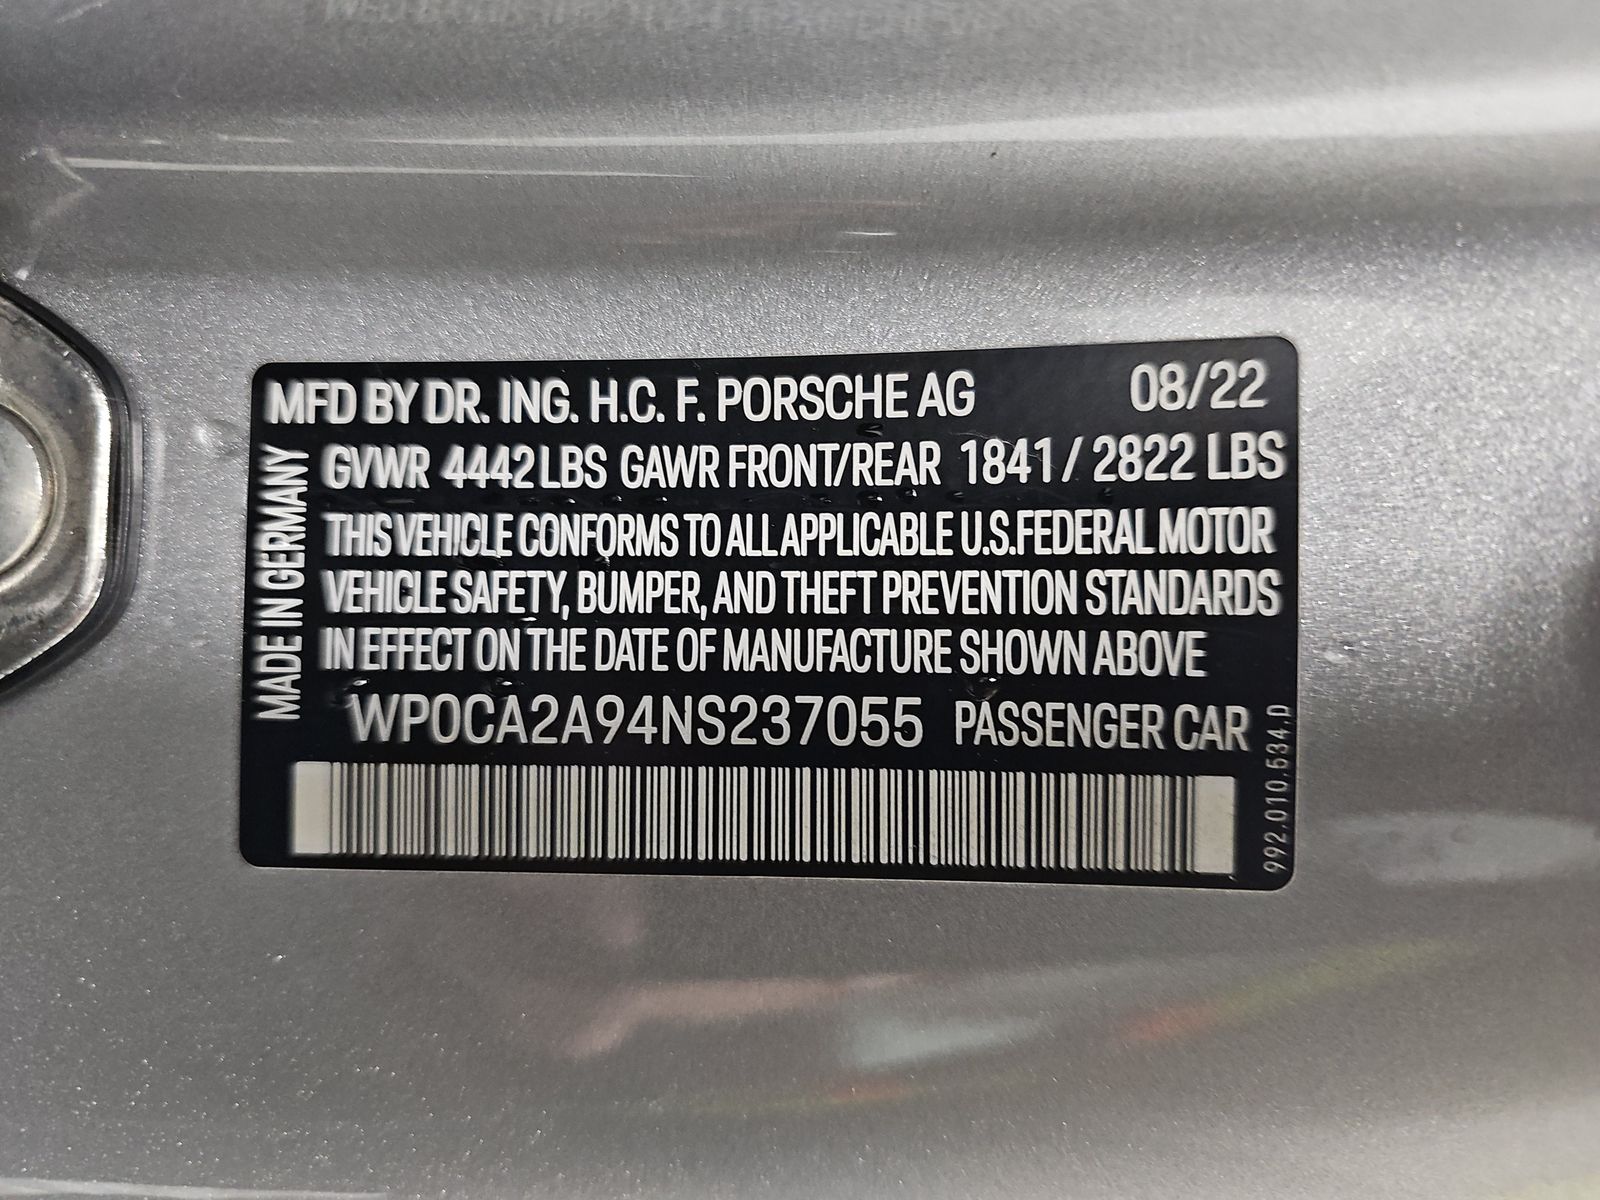 MFD BY DR. ING. H.C. F. PORSCHE AG 08/22
GVWR 4442 LBS GAWR FRONT/REAR 1841 / 2822 LBS
THIS VEHICLE CONFORMS TO ALL APPLICABLE U.S.FEDERAL MOTOR
VEHICLE SAFETY, BUMPER, AND THEFT PREVENTION STANDARDS
IN EFFECT ON THE DATE OF MANUFACTURE SHOWN ABOVE
WP0CA2A94NS237055 PASSENGER CAR
MADE IN GERMANY
992.010.534.D